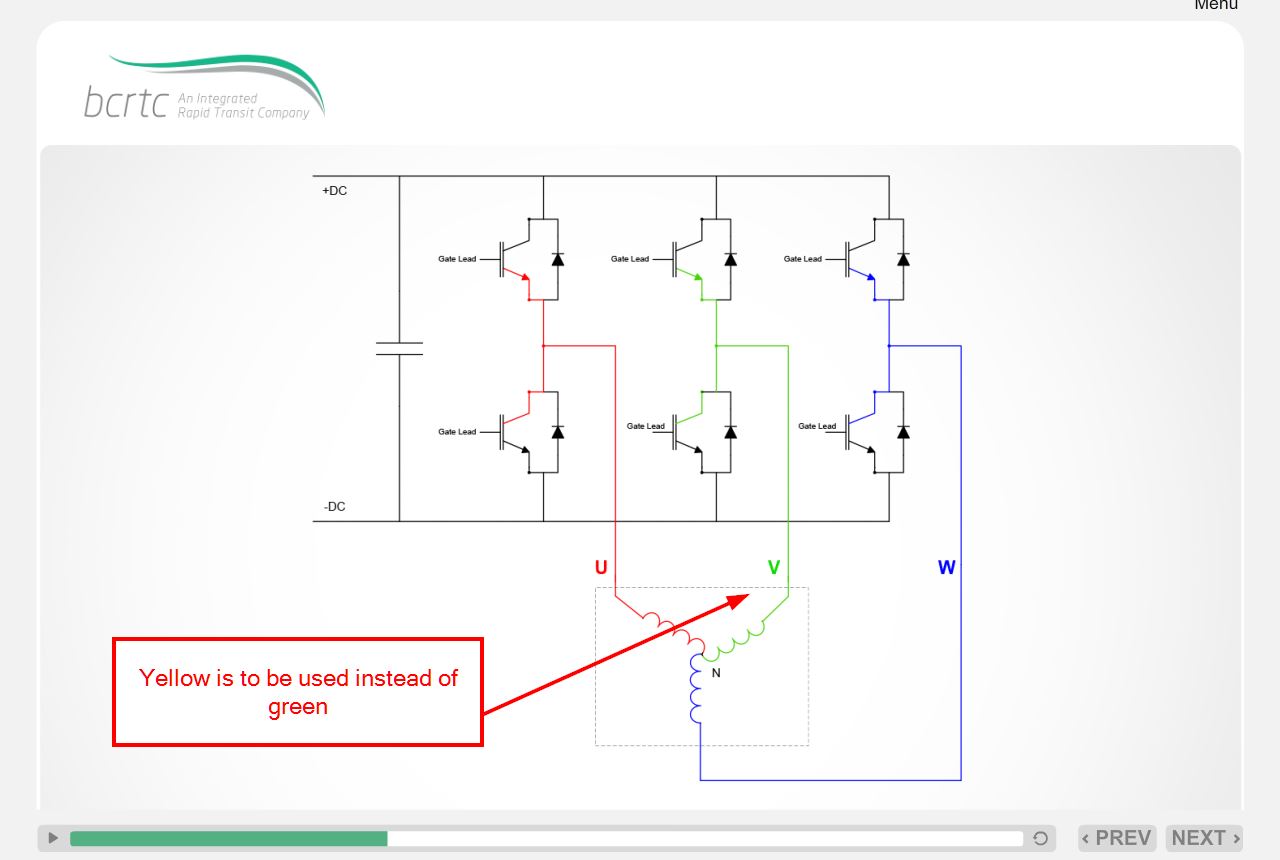 Menu
bcrtc
An Integrated
Rapid Transit Company
+DC
Gate Lead
Gate Lead
Gate Lead
Gate Lead
Gate Lead
Gate Lead
-DC
U
V
W
Yellow is to be used instead of
green
N
PREV
NEXT